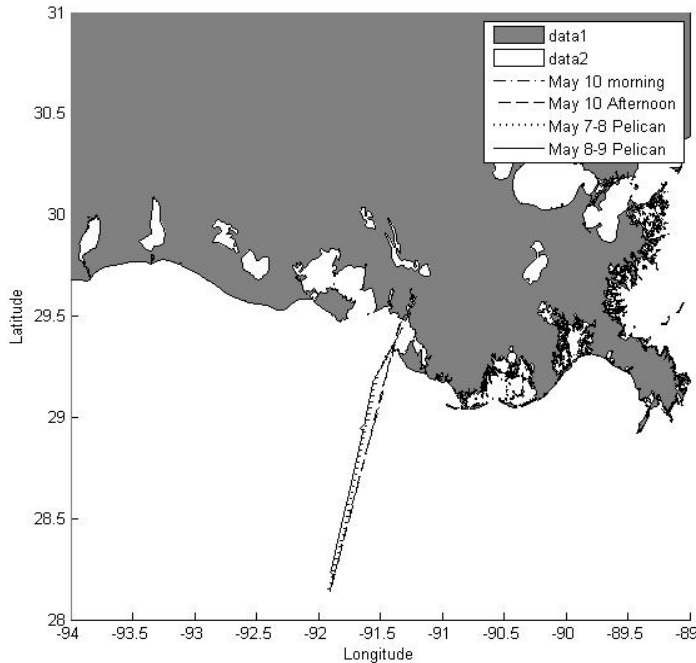 31
30.5
30
29.5
29
28.5
28
Latitude
data1
data2
May 10 morning
May 10 Afternoon
May 7-8 Pelican
May 8-9 Pelican
-94 -93.5 -93 -92.5 -92 -91.5 -91 -90.5 -90 -89.5 -89
Longitude